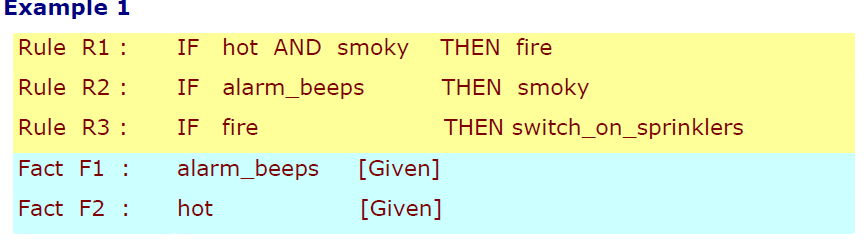 Example 1
Rule R1 : IF hot AND smoky THEN fire
Rule R2 : IF alarm_beeps THEN smoky
Rule R3 : IF fire THEN switch_on_sprinklers
Fact F1 : alarm_beeps [Given]
Fact F2 : hot [Given]